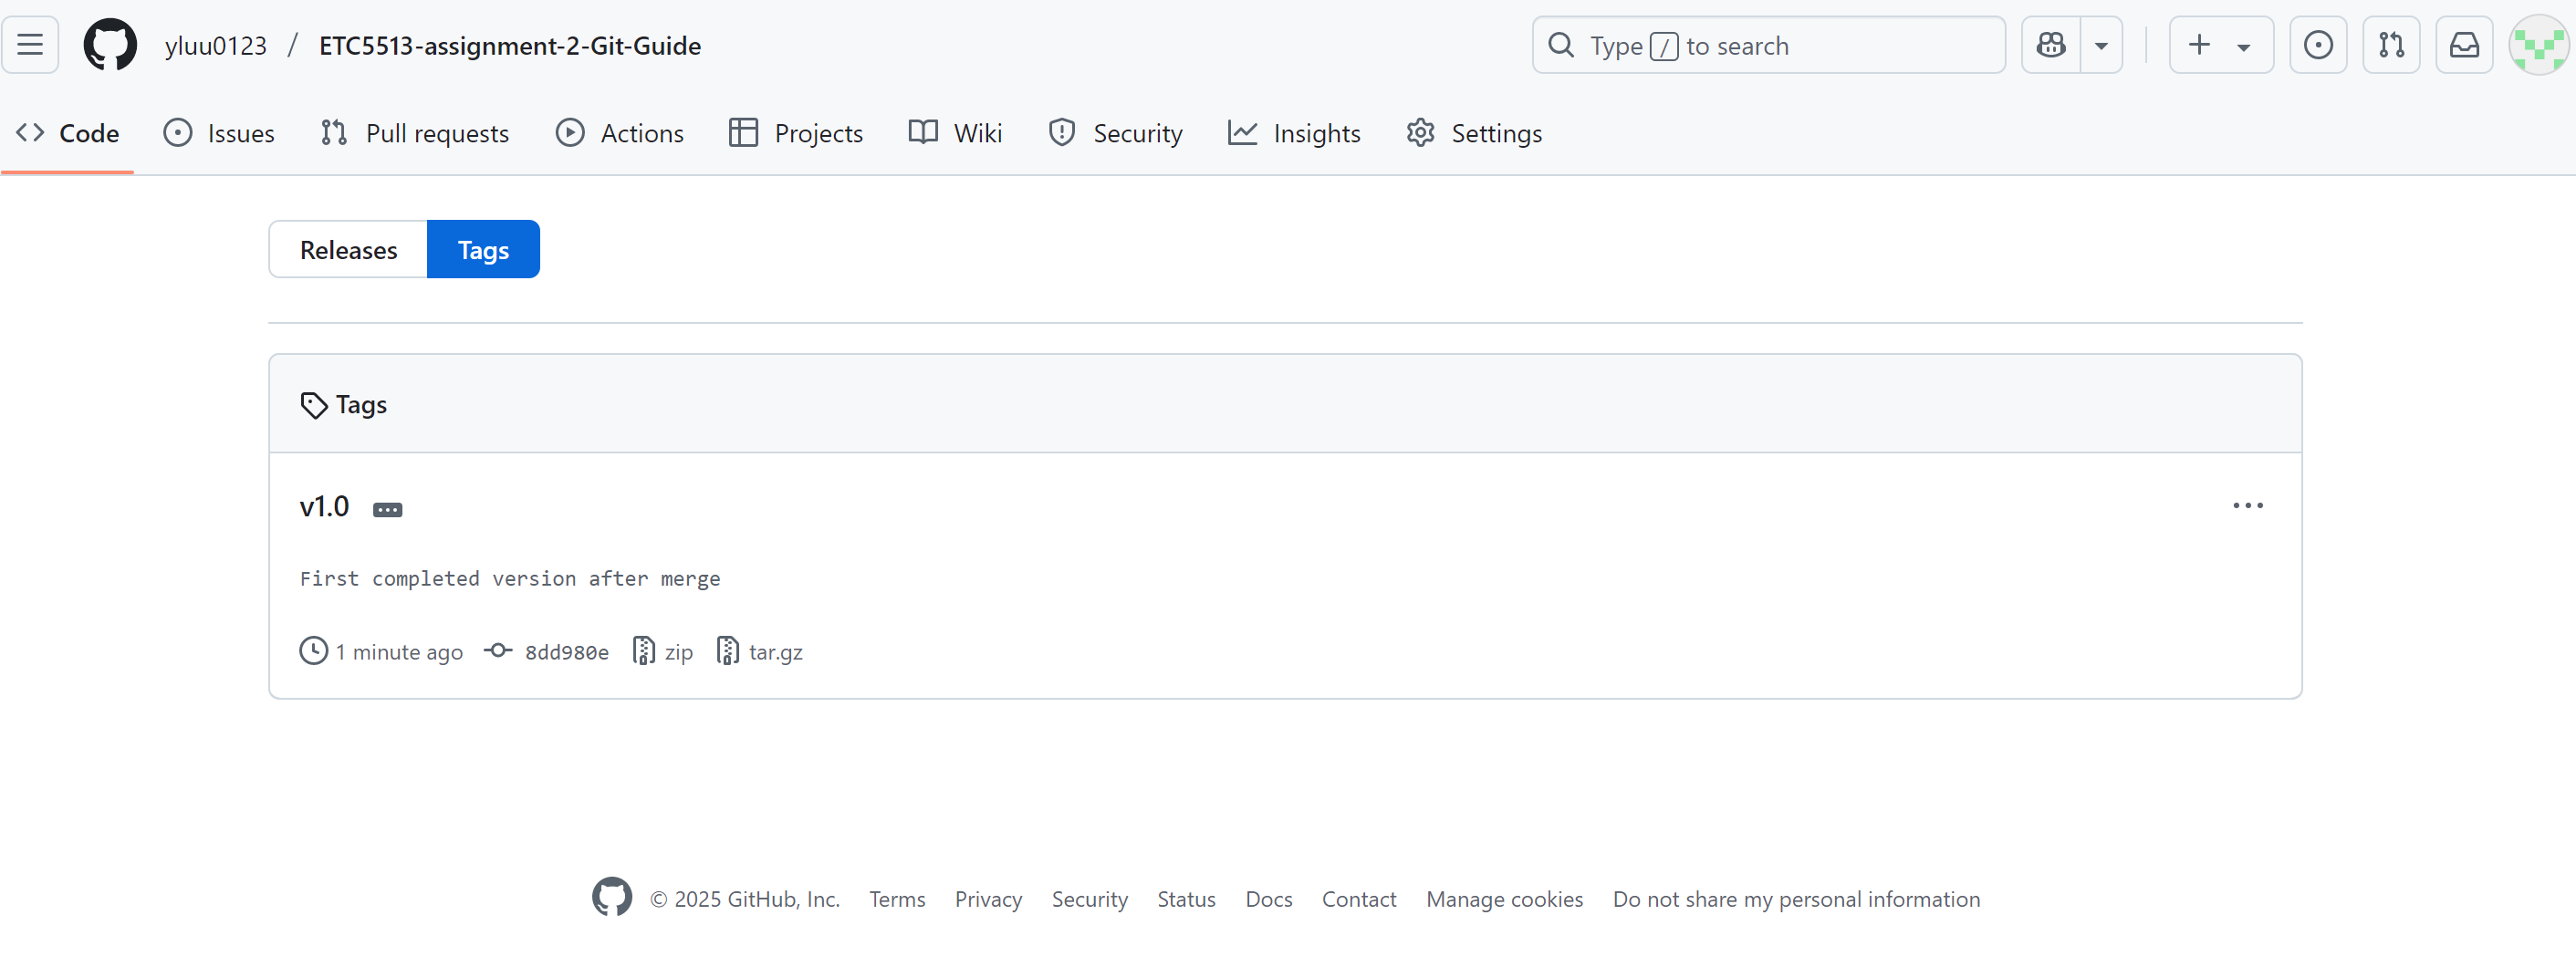 yluu0123 / ETC5513-assignment-2-Git-Guide Type / to search
Code Issues Pull requests Actions Projects Wiki Security Insights Settings
Releases Tags
Tags
v1.0
First completed version after merge
1 minute ago 8dd980e zip tar.gz
© 2025 GitHub, Inc. Terms Privacy Security Status Docs Contact Manage cookies Do not share my personal information